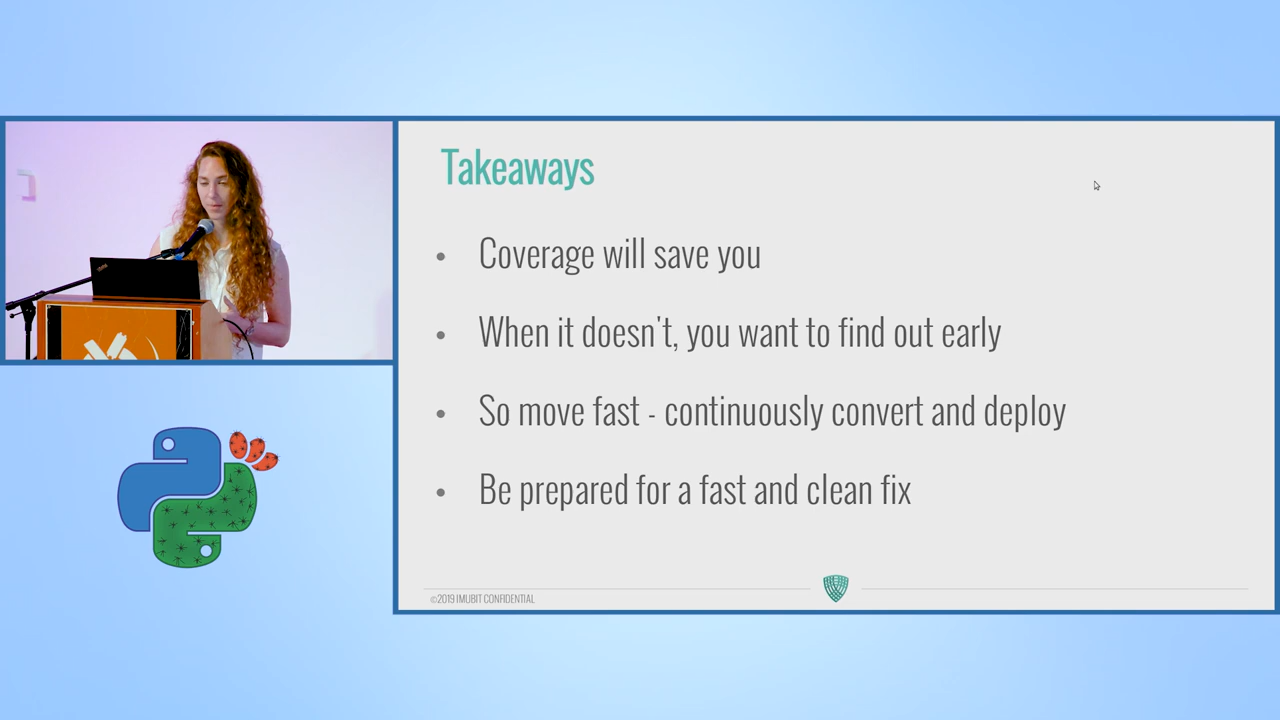 Takeaways
• Coverage will save you
• When it doesn't, you want to find out early
• So move fast - continuously convert and deploy
• Be prepared for a fast and clean fix
©2019 IMUBIT CONFIDENTIAL